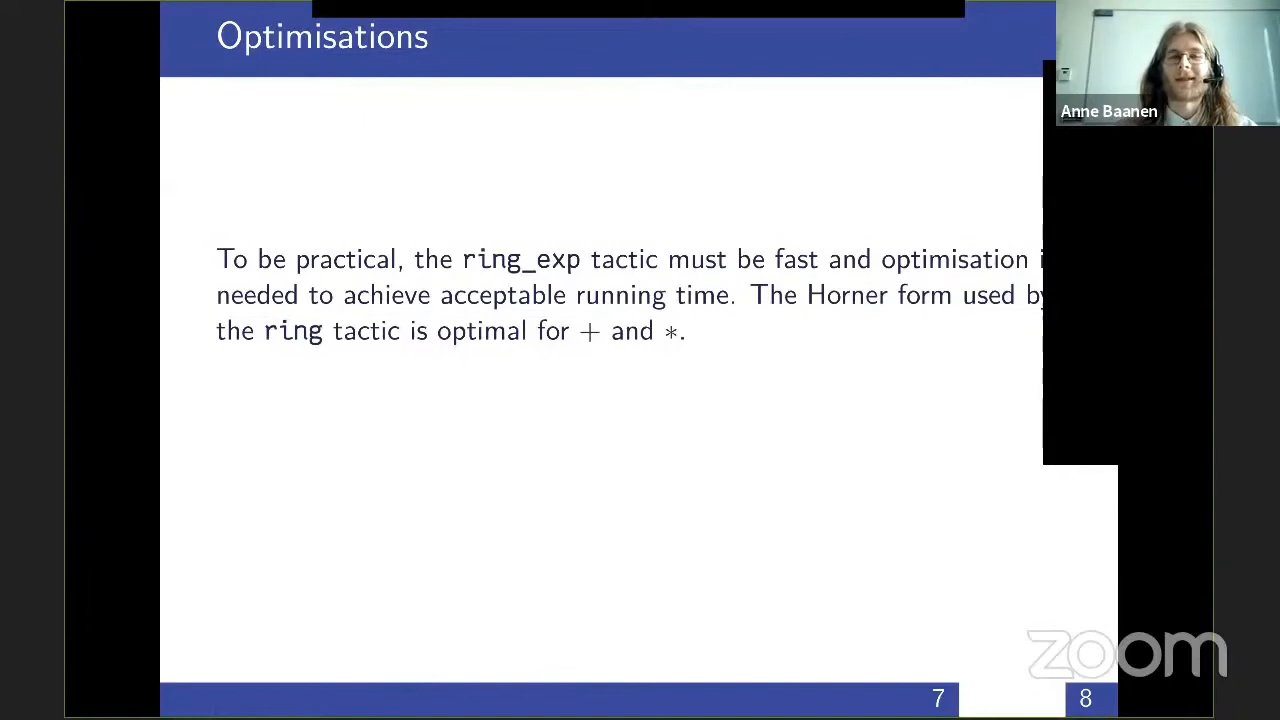 Optimisations
Anne Baanen
To be practical, the ring_exp tactic must be fast and optimisation
needed to achieve acceptable running time. The Horner form used by
the ring tactic is optimal for + and *.
zoom
7 8